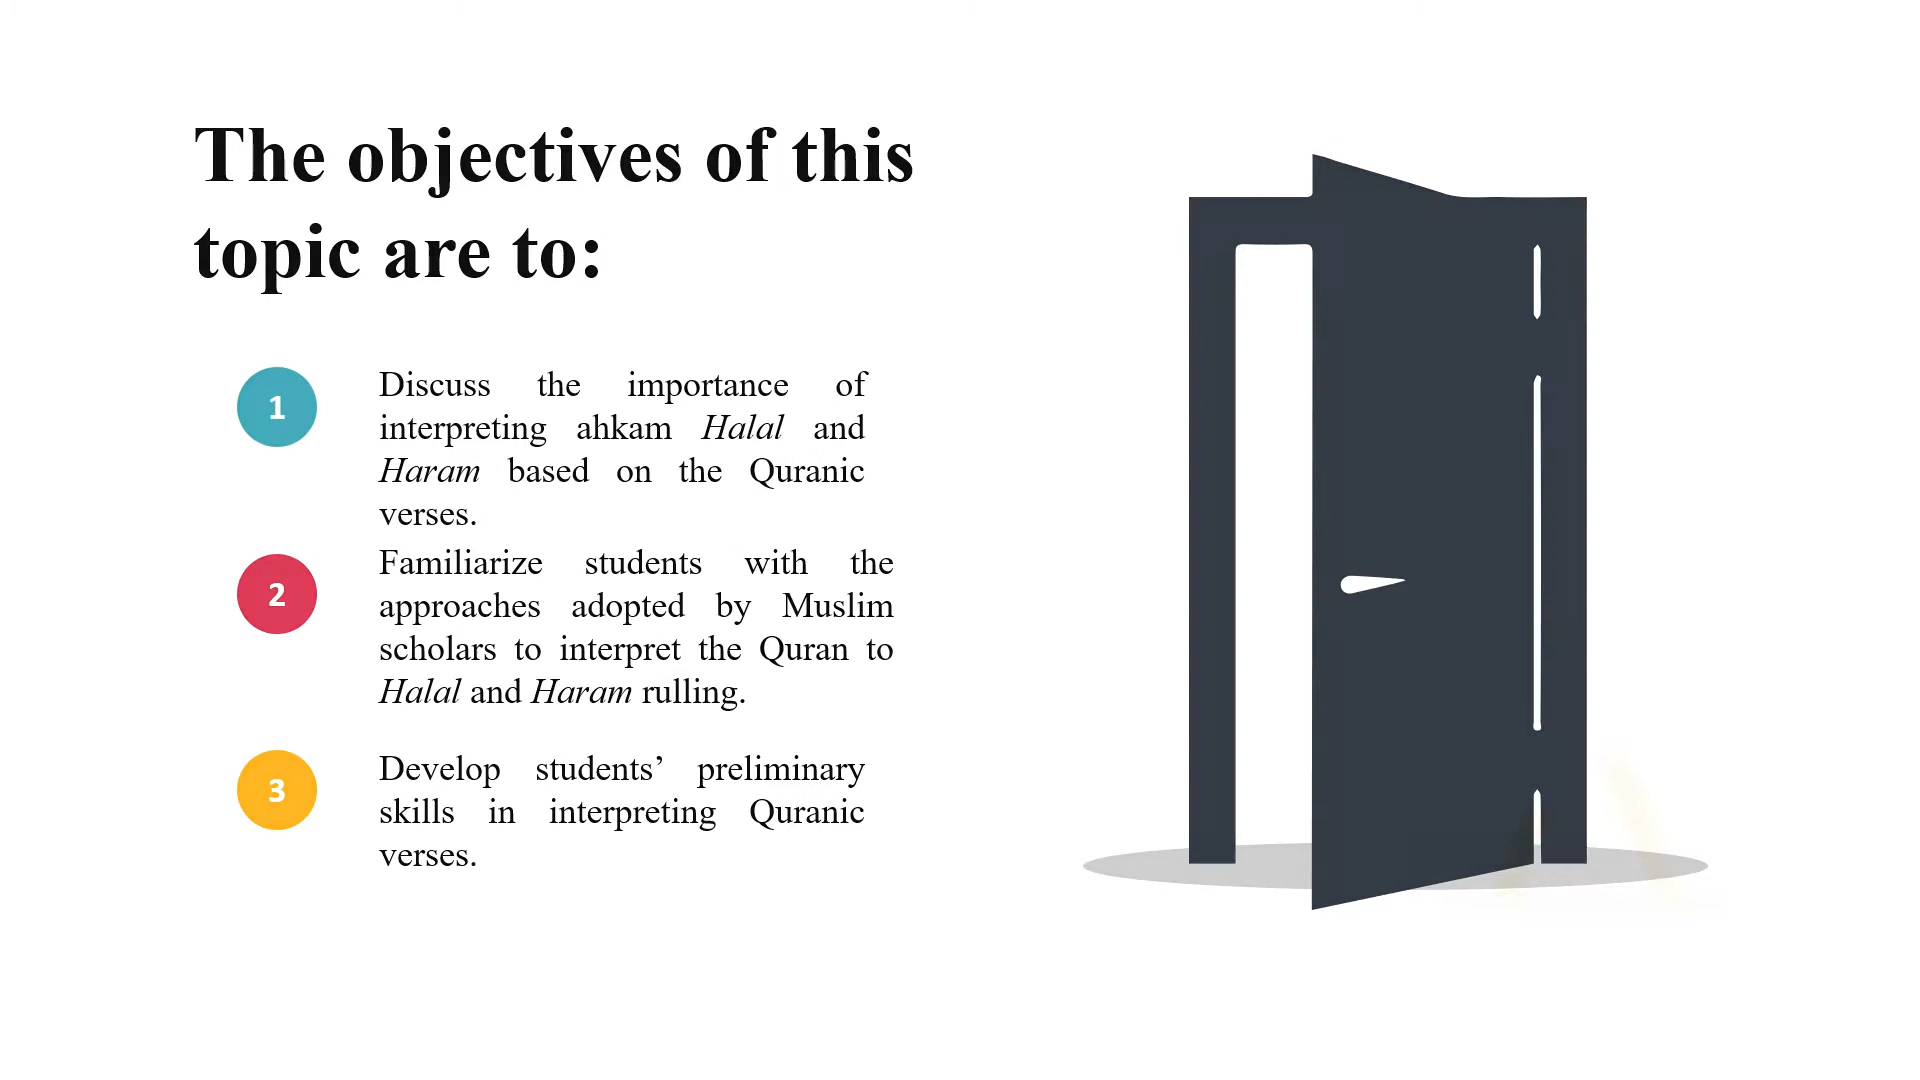 The objectives of this
topic are to:
1
Discuss the importance of
interpreting ahkam Halal and
Haram based on the Quranic
verses.
2
Familiarize students with the
approaches adopted by Muslim
scholars to interpret the Quran to
Halal and Haram rulling.
3
Develop students’ preliminary
skills in interpreting Quranic
verses.